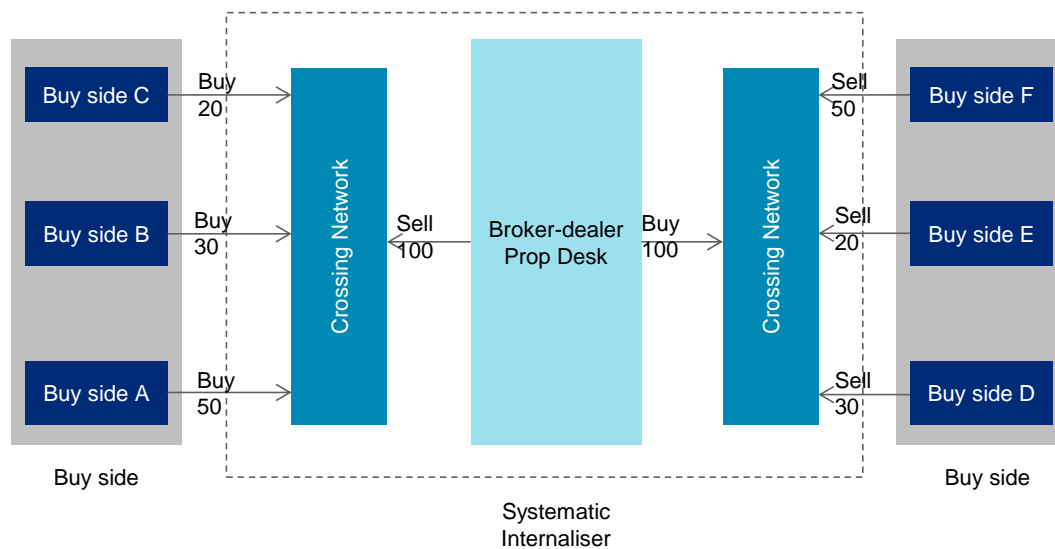 Buy side C
Buy
20
Buy side B
Buy
30
Buy side A
Buy
50
Buy side
Crossing Network
Sell
100
Broker-dealer
Prop Desk
Buy
100
Crossing Network
Sell
50
Buy side F
Sell
20
Buy side E
Sell
30
Buy side D
Buy side
Systematic
Internaliser